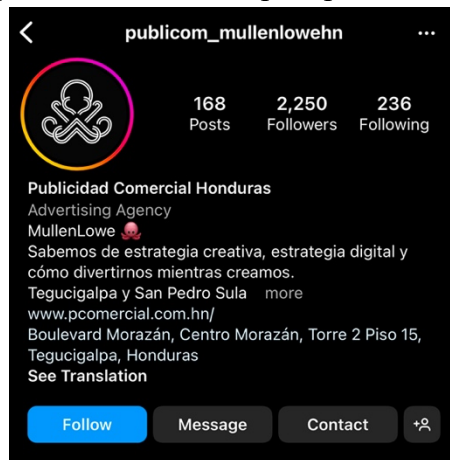 publicom_mullenlowehn
168 2,250 236
Posts Followers Following
Publicidad Comercial Honduras
Advertising Agency
MullenLowe 🐙
Sabemos de estrategia creativa, estrategia digital y
cómo divertirnos mientras creamos.
Tegucigalpa y San Pedro Sula more
www.pcomercial.com.hn/
Boulevard Morazán, Centro Morazán, Torre 2 Piso 15,
Tegucigalpa, Honduras
See Translation
Follow Message Contact